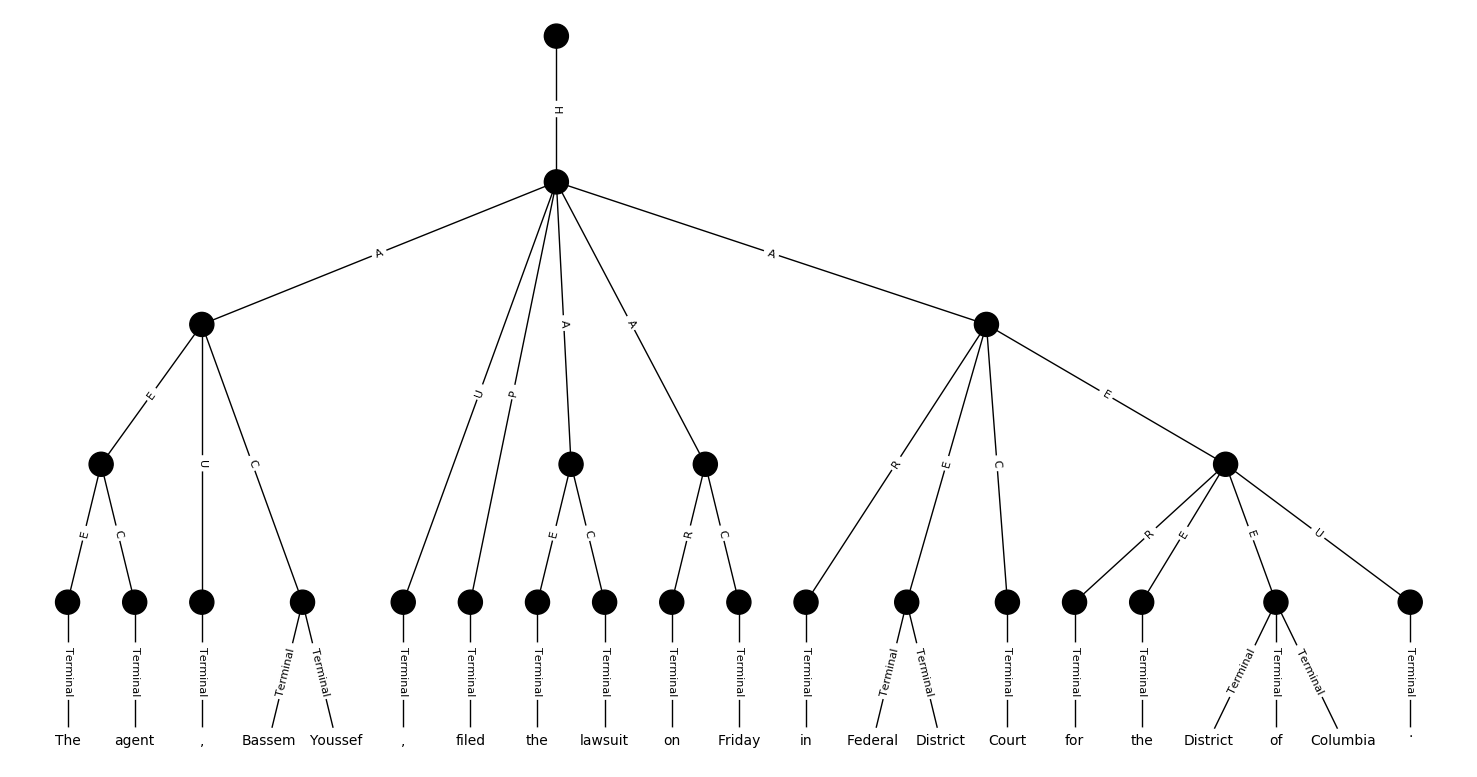 H
A A
A A
E U P E
E U C R E C
E C E C R C R E E U
Terminal Terminal Terminal Terminal Terminal Terminal Terminal Terminal Terminal Terminal Terminal Terminal Terminal Terminal Terminal Terminal Terminal Terminal Terminal Terminal Terminal
The agent , Bassem Youssef , filed the lawsuit on Friday in Federal District Court for the District of Columbia .